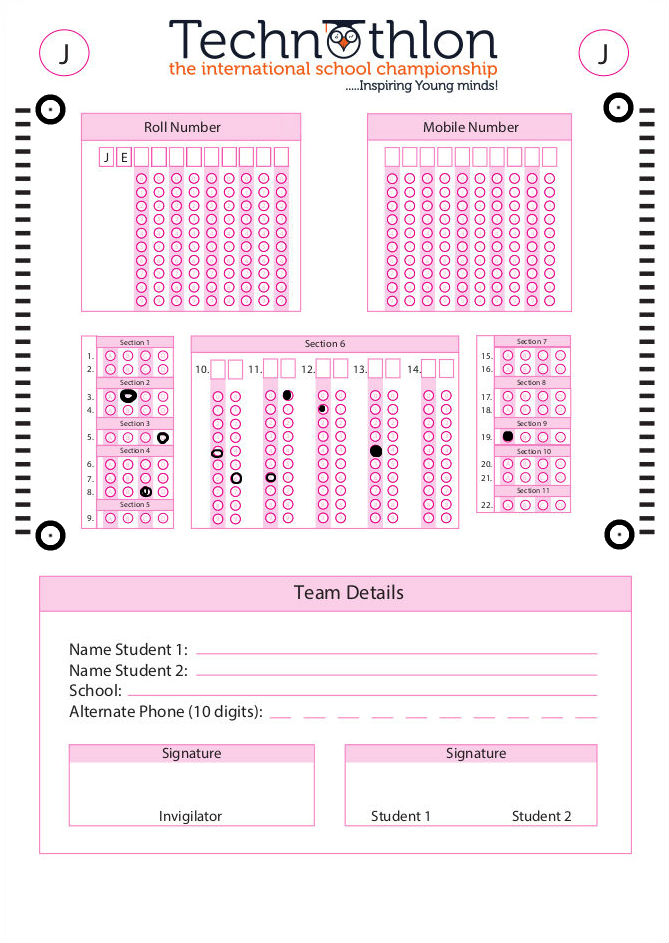 J
Technothlon
J
the international school championship
.....Inspiring Young minds!
Roll Number
Mobile Number
J E
Section 1
1.
2.
Section 2
3.
4.
Section 3
5.
Section 4
6.
7.
8.
Section 5
9.
Section 6
10. 11. 12. 13. 14.
Section 7
15.
16.
Section 8
17.
18.
Section 9
19.
Section 10
20.
21.
Section 11
22.
Team Details
Name Student 1:
Name Student 2:
School:
Alternate Phone (10 digits):
Signature
Invigilator
Signature
Student 1 Student 2